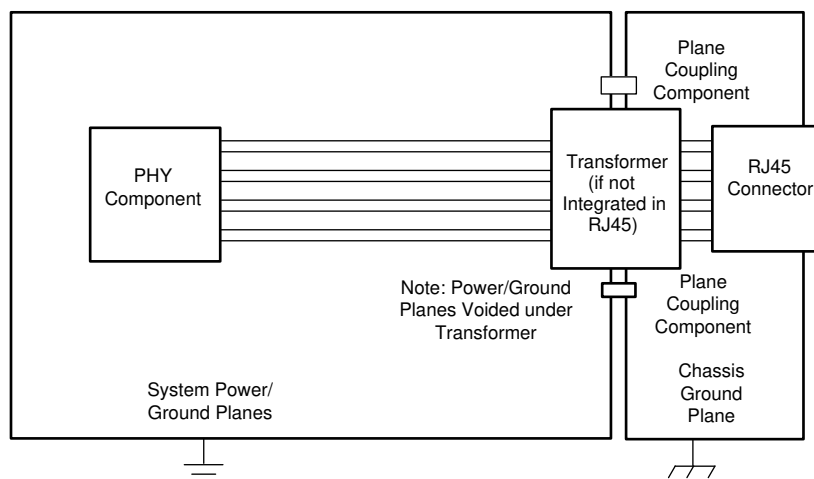 Plane
Coupling
Component
PHY
Component
Transformer
(if not
Integrated in
RJ45)
RJ45
Connector
Note: Power/Ground
Planes Voided under
Transformer
Plane
Coupling
Component
System Power/
Ground Planes
Chassis
Ground
Plane